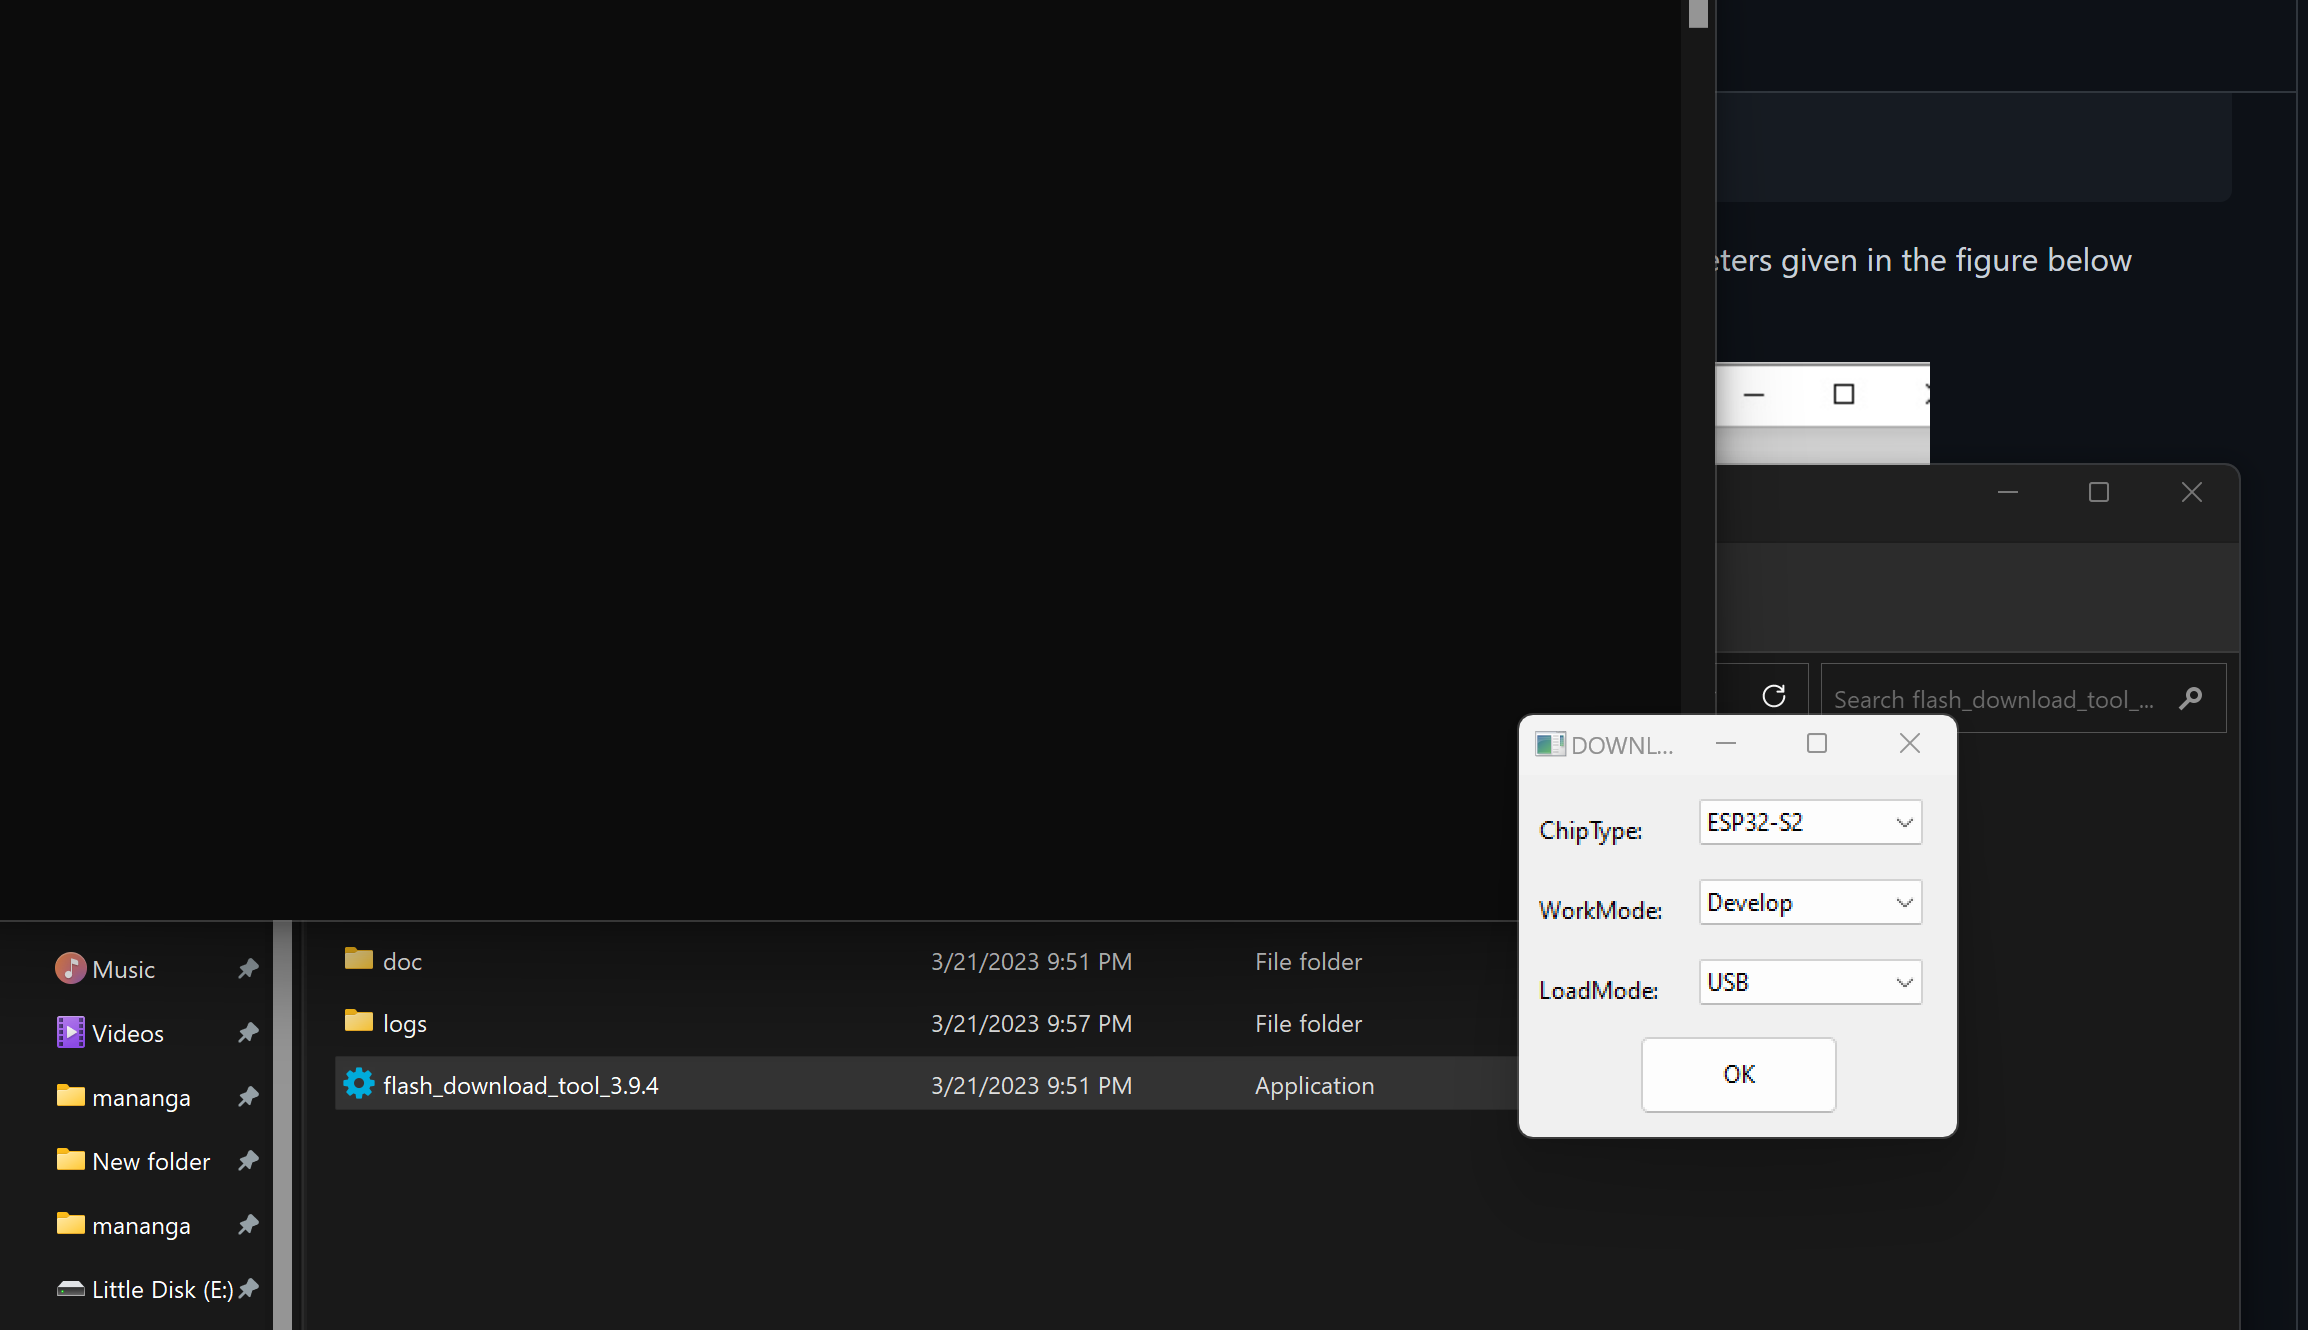 eters given in the figure below
Search flash_download_tool_...
DOWNL...
ChipType:
ESP32-S2
WorkMode:
Develop
LoadMode:
USB
OK
Music
Videos
mananga
New folder
mananga
Little Disk (E:)
doc 3/21/2023 9:51 PM File folder
logs 3/21/2023 9:57 PM File folder
flash_download_tool_3.9.4 3/21/2023 9:51 PM Application